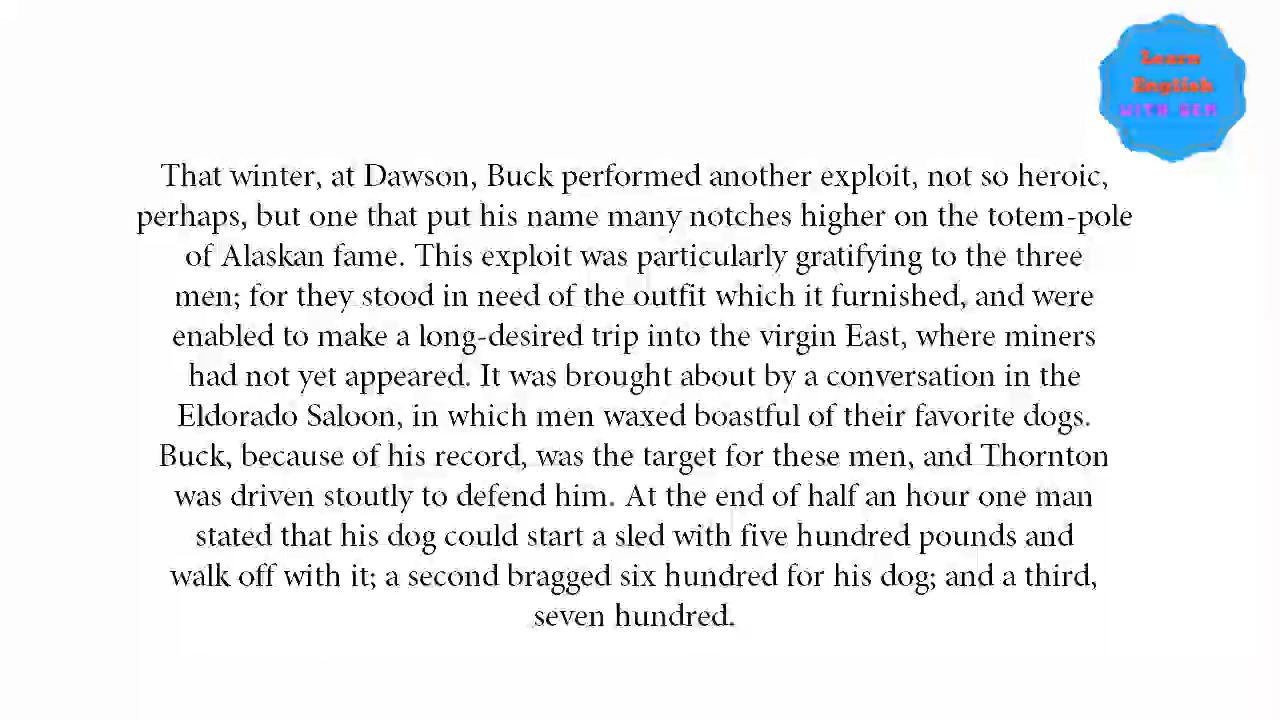 Learn
English
WITH GEM
That winter, at Dawson, Buck performed another exploit, not so heroic,
perhaps, but one that put his name many notches higher on the totem-pole
of Alaskan fame. This exploit was particularly gratifying to the three
men; for they stood in need of the outfit which it furnished, and were
enabled to make a long-desired trip into the virgin East, where miners
had not yet appeared. It was brought about by a conversation in the
Eldorado Saloon, in which men waxed boastful of their favorite dogs.
Buck, because of his record, was the target for these men, and Thornton
was driven stoutly to defend him. At the end of half an hour one man
stated that his dog could start a sled with five hundred pounds and
walk off with it; a second bragged six hundred for his dog; and a third,
seven hundred.